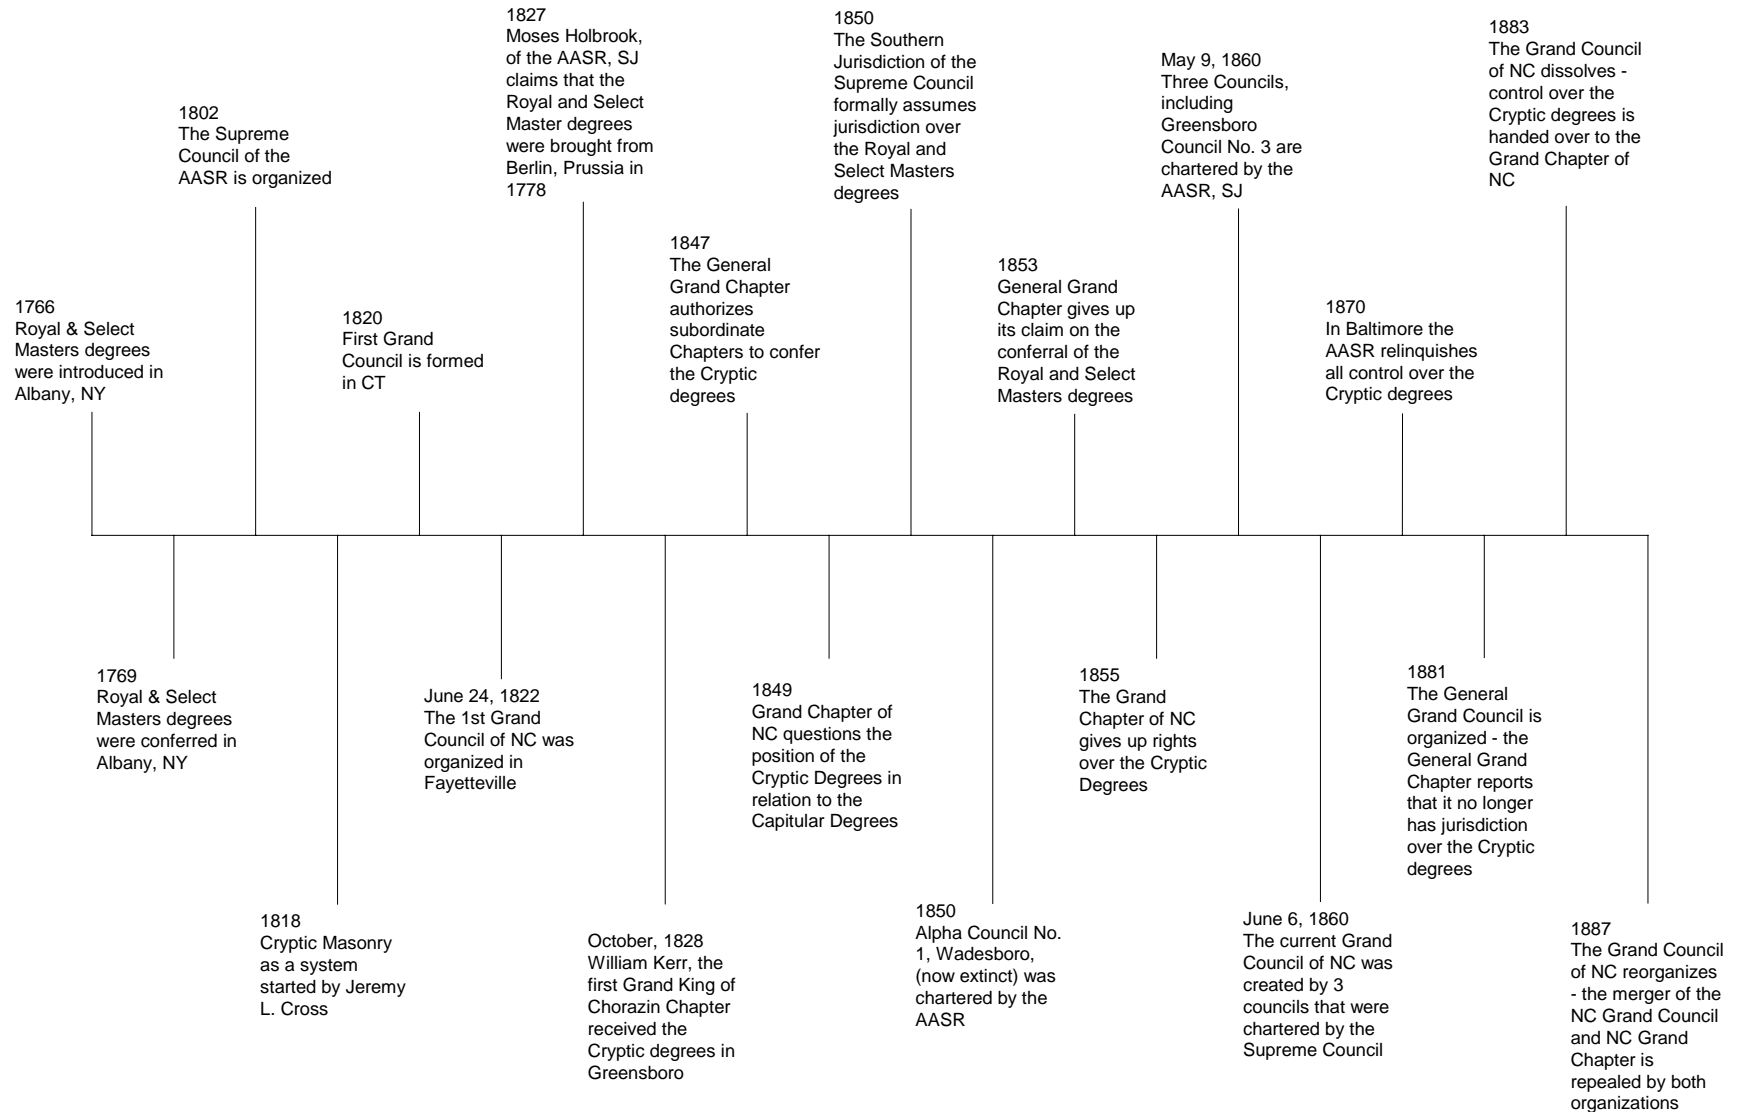 1766
Royal & Select
Masters degrees
were introduced in
Albany, NY
1769
Royal & Select
Masters degrees
were conferred in
Albany, NY
1802
The Supreme
Council of the
AASR is organized
1818
Cryptic Masonry
as a system
started by Jeremy
L. Cross
1820
First Grand
Council is formed
in CT
June 24, 1822
The 1st Grand
Council of NC was
organized in
Fayetteville
1827
Moses Holbrook,
of the AASR, SJ
claims that the
Royal and Select
Master degrees
were brought from
Berlin, Prussia in
1778
October, 1828
William Kerr, the
first Grand King of
Chorazin Chapter
received the
Cryptic degrees in
Greensboro
1847
The General
Grand Chapter
authorizes
subordinate
Chapters to confer
the Cryptic
degrees
1849
Grand Chapter of
NC questions the
position of the
Cryptic Degrees in
relation to the
Capitular Degrees
1850
The Southern
Jurisdiction of the
Supreme Council
formally assumes
jurisdiction over
the Royal and
Select Masters
degrees
1850
Alpha Council No.
1, Wadesboro,
(now extinct) was
chartered by the
AASR
1853
General Grand
Chapter gives up
its claim on the
conferral of the
Royal and Select
Masters degrees
1855
The Grand
Chapter of NC
gives up rights
over the Cryptic
Degrees
May 9, 1860
Three Councils,
including
Greensboro
Council No. 3 are
chartered by the
AASR, SJ
June 6, 1860
The current Grand
Council of NC was
created by 3
councils that were
chartered by the
Supreme Council
1870
In Baltimore the
AASR relinquishes
all control over the
Cryptic degrees
1881
The General
Grand Council is
organized - the
General Grand
Chapter reports
that it no longer
has jurisdiction
over the Cryptic
degrees
1883
The Grand Council
of NC dissolves -
control over the
Cryptic degrees is
handed over to the
Grand Chapter of
NC
1887
The Grand Council
of NC reorganizes
- the merger of the
NC Grand Council
and NC Grand
Chapter is
repealed by both
organizations